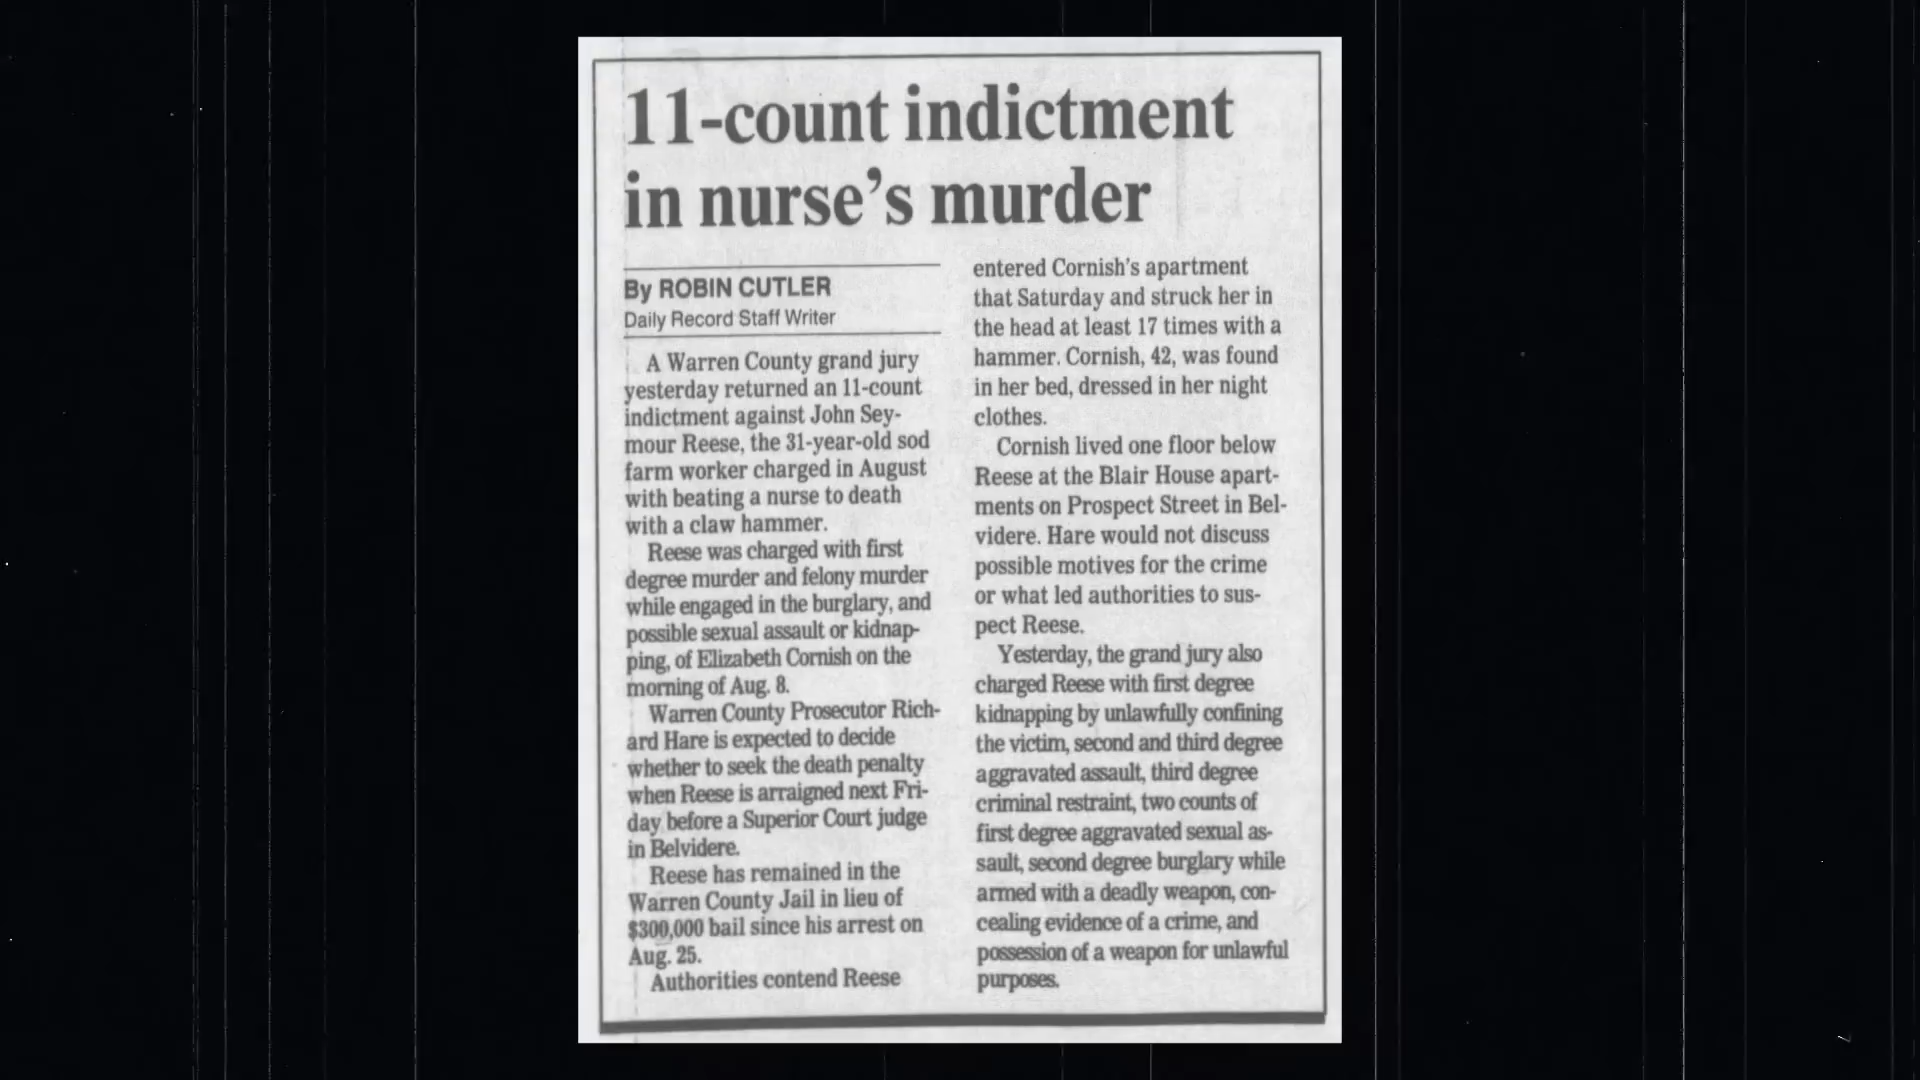 11-count indictment
in nurse's murder
By ROBIN CUTLER
Daily Record Staff Writer
A Warren County grand jury
yesterday returned an 11-count
indictment against John Sey-
mour Reese, the 31-year-old sod
farm worker charged in August
with beating a nurse to death
with a claw hammer.
Reese was charged with first
degree murder and felony murder
while engaged in the burglary, and
possible sexual assault or kidnap-
ping, of Elizabeth Cornish on the
morning of Aug. 8.
Warren County Prosecutor Rich-
ard Hare is expected to decide
whether to seek the death penalty
when Reese is arraigned next Fri-
day before a Superior Court judge
in Belvidere.
Reese has remained in the
Warren County Jail in lieu of
$300,000 bail since his arrest on
Aug. 25.
Authorities contend Reese
entered Cornish's apartment
that Saturday and struck her in
the head at least 17 times with a
hammer. Cornish, 42, was found
in her bed, dressed in her night
clothes.
Cornish lived one floor below
Reese at the Blair House apart-
ments on Prospect Street in Bel-
videre. Hare would not discuss
possible motives for the crime
or what led authorities to sus-
pect Reese.
Yesterday, the grand jury also
charged Reese with first degree
kidnapping by unlawfully confining
the victim, second and third degree
aggravated assault, third degree
criminal restraint, two counts of
first degree aggravated sexual as-
sault, second degree burglary while
armed with a deadly weapon, con-
cealing evidence of a crime, and
possession of a weapon for unlawful
purposes.